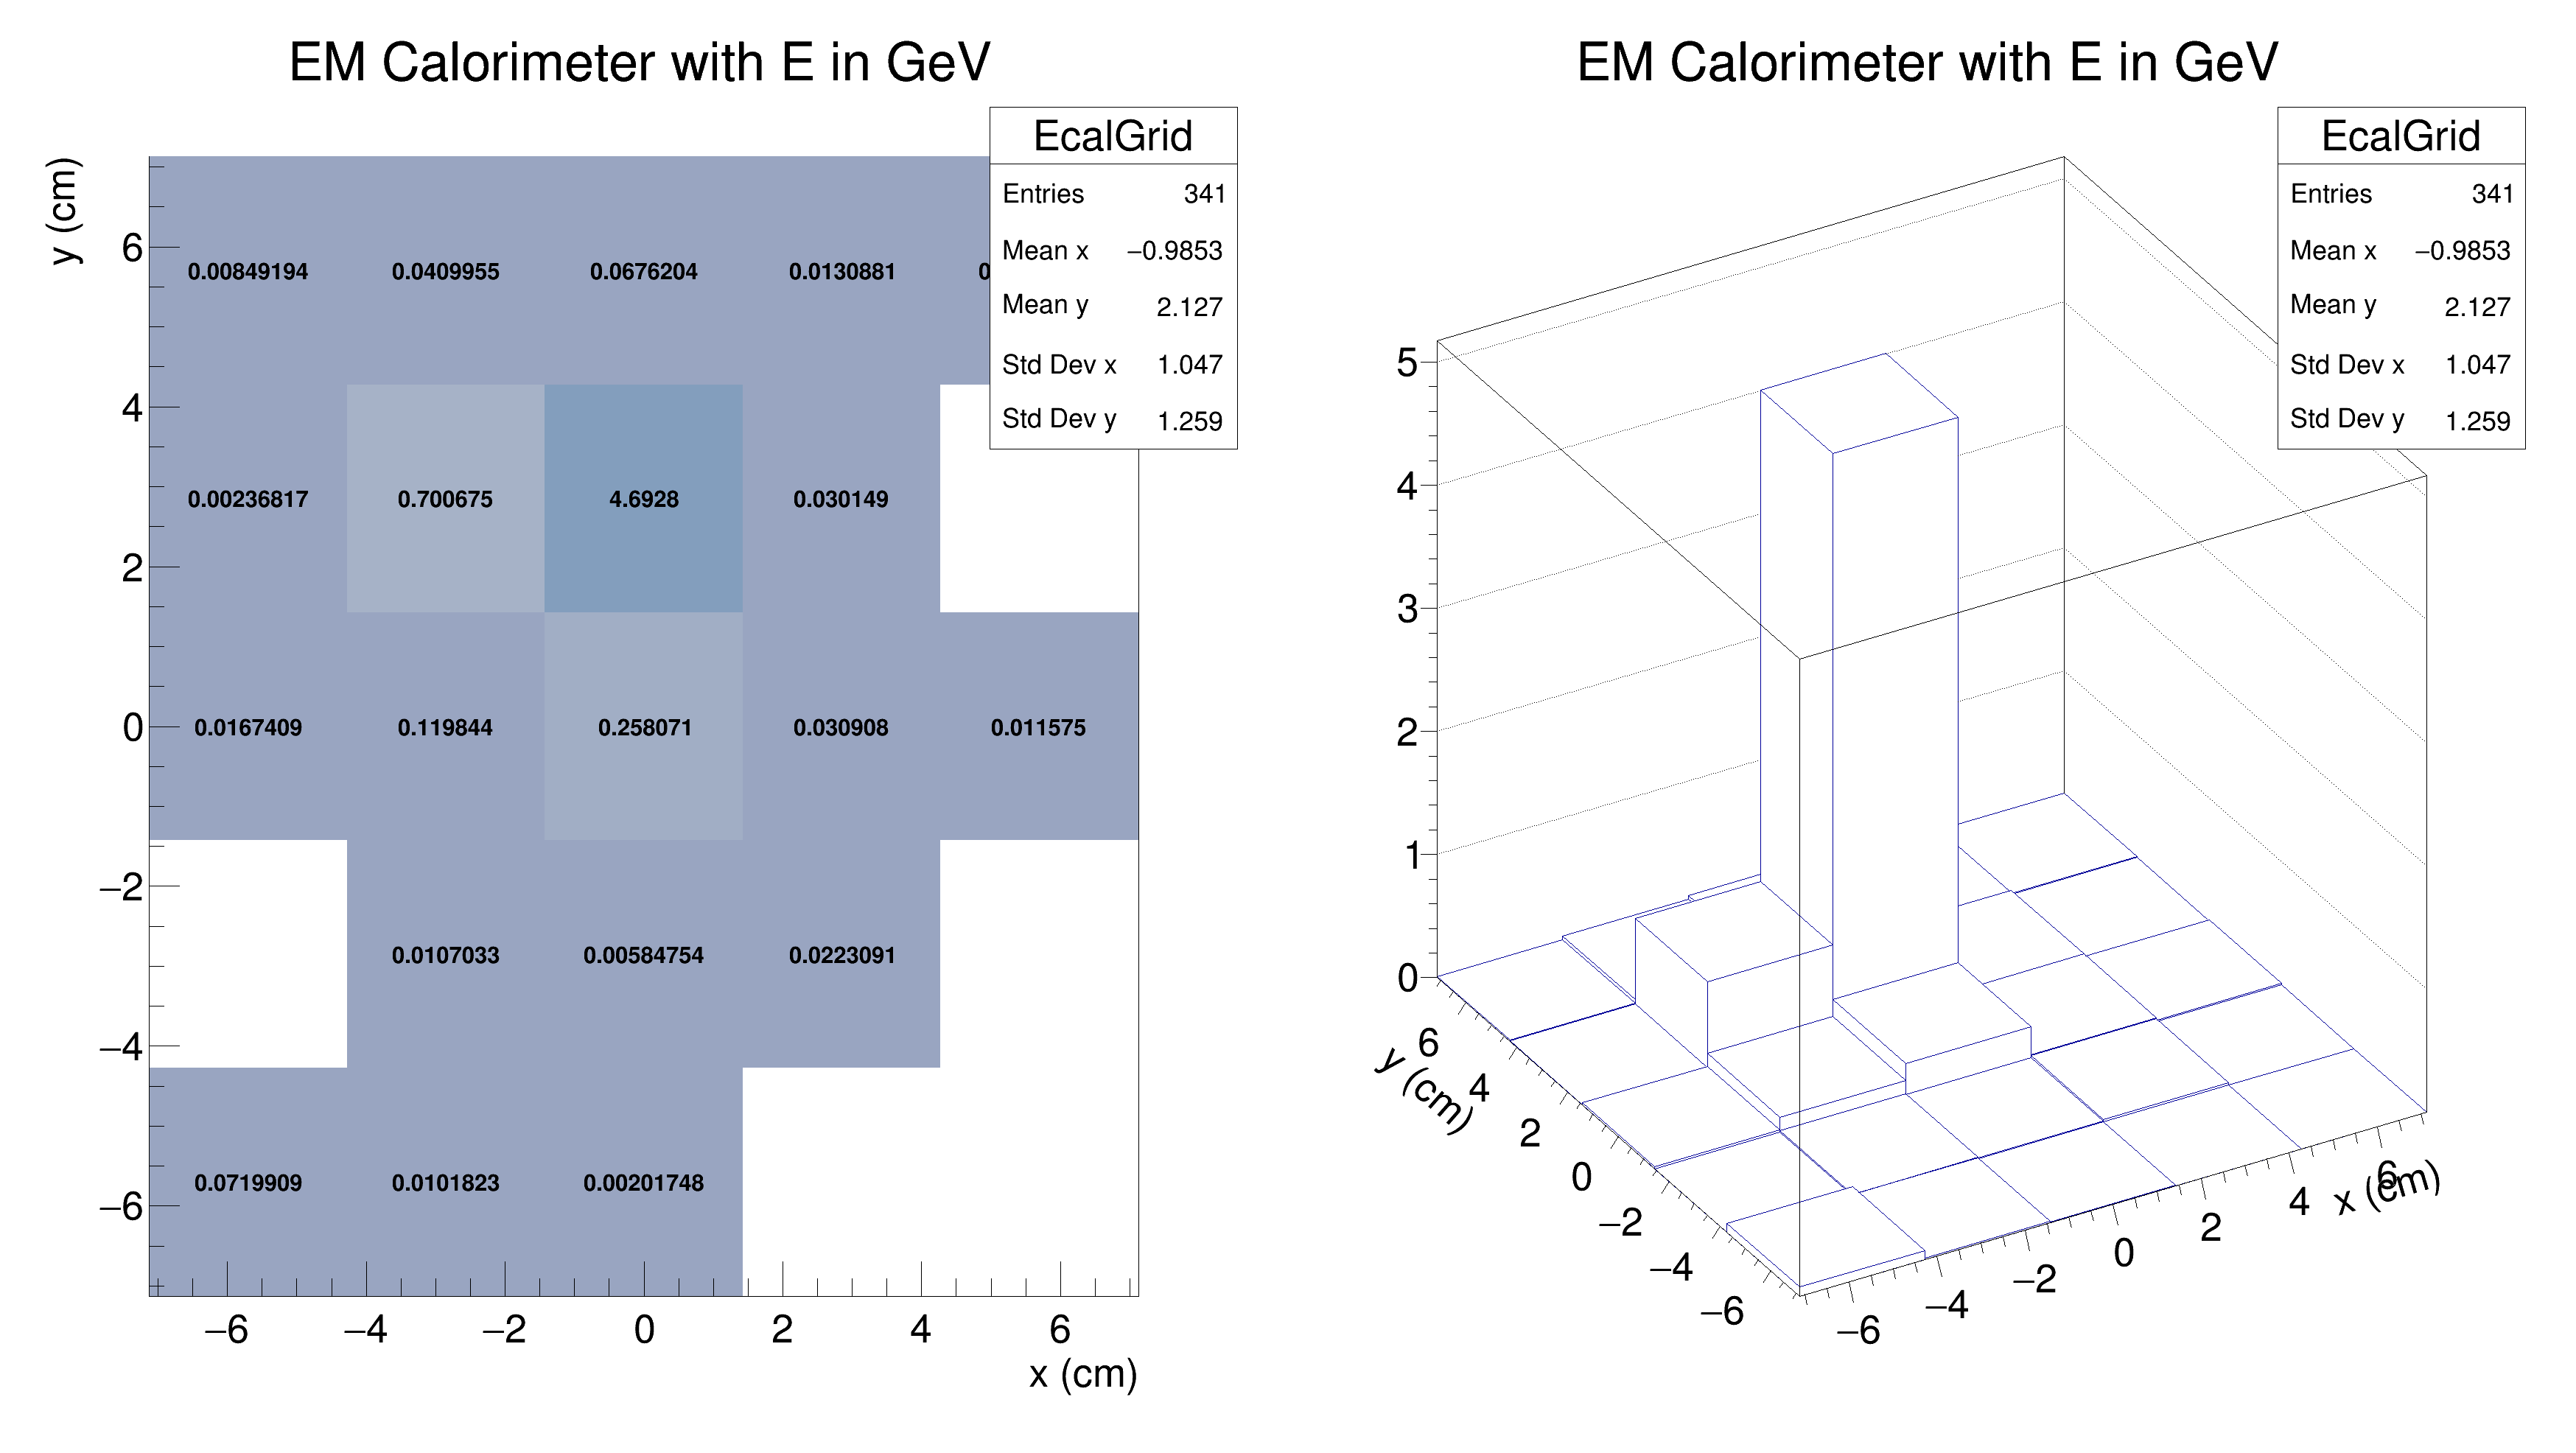 EM Calorimeter with E in GeV
EcalGrid
Entries 341
Mean x −0.9853
Mean y 2.127
Std Dev x 1.047
Std Dev y 1.259
y (cm)
6
4
2
0
−2
−4
−6
0.00849194 0.0409955 0.0676204 0.0130881
0.00236817 0.700675 4.6928 0.030149
0.0167409 0.119844 0.258071 0.030908 0.011575
0.0107033 0.00584754 0.0223091
0.0719909 0.0101823 0.00201748
−6 −4 −2 0 2 4 6
x (cm)
EM Calorimeter with E in GeV
EcalGrid
Entries 341
Mean x −0.9853
Mean y 2.127
Std Dev x 1.047
Std Dev y 1.259
5
4
3
2
1
0
6
4
2
0
−2
−4
−6
y (cm)
−6
−4
−2
0
2
4
6
x (cm)